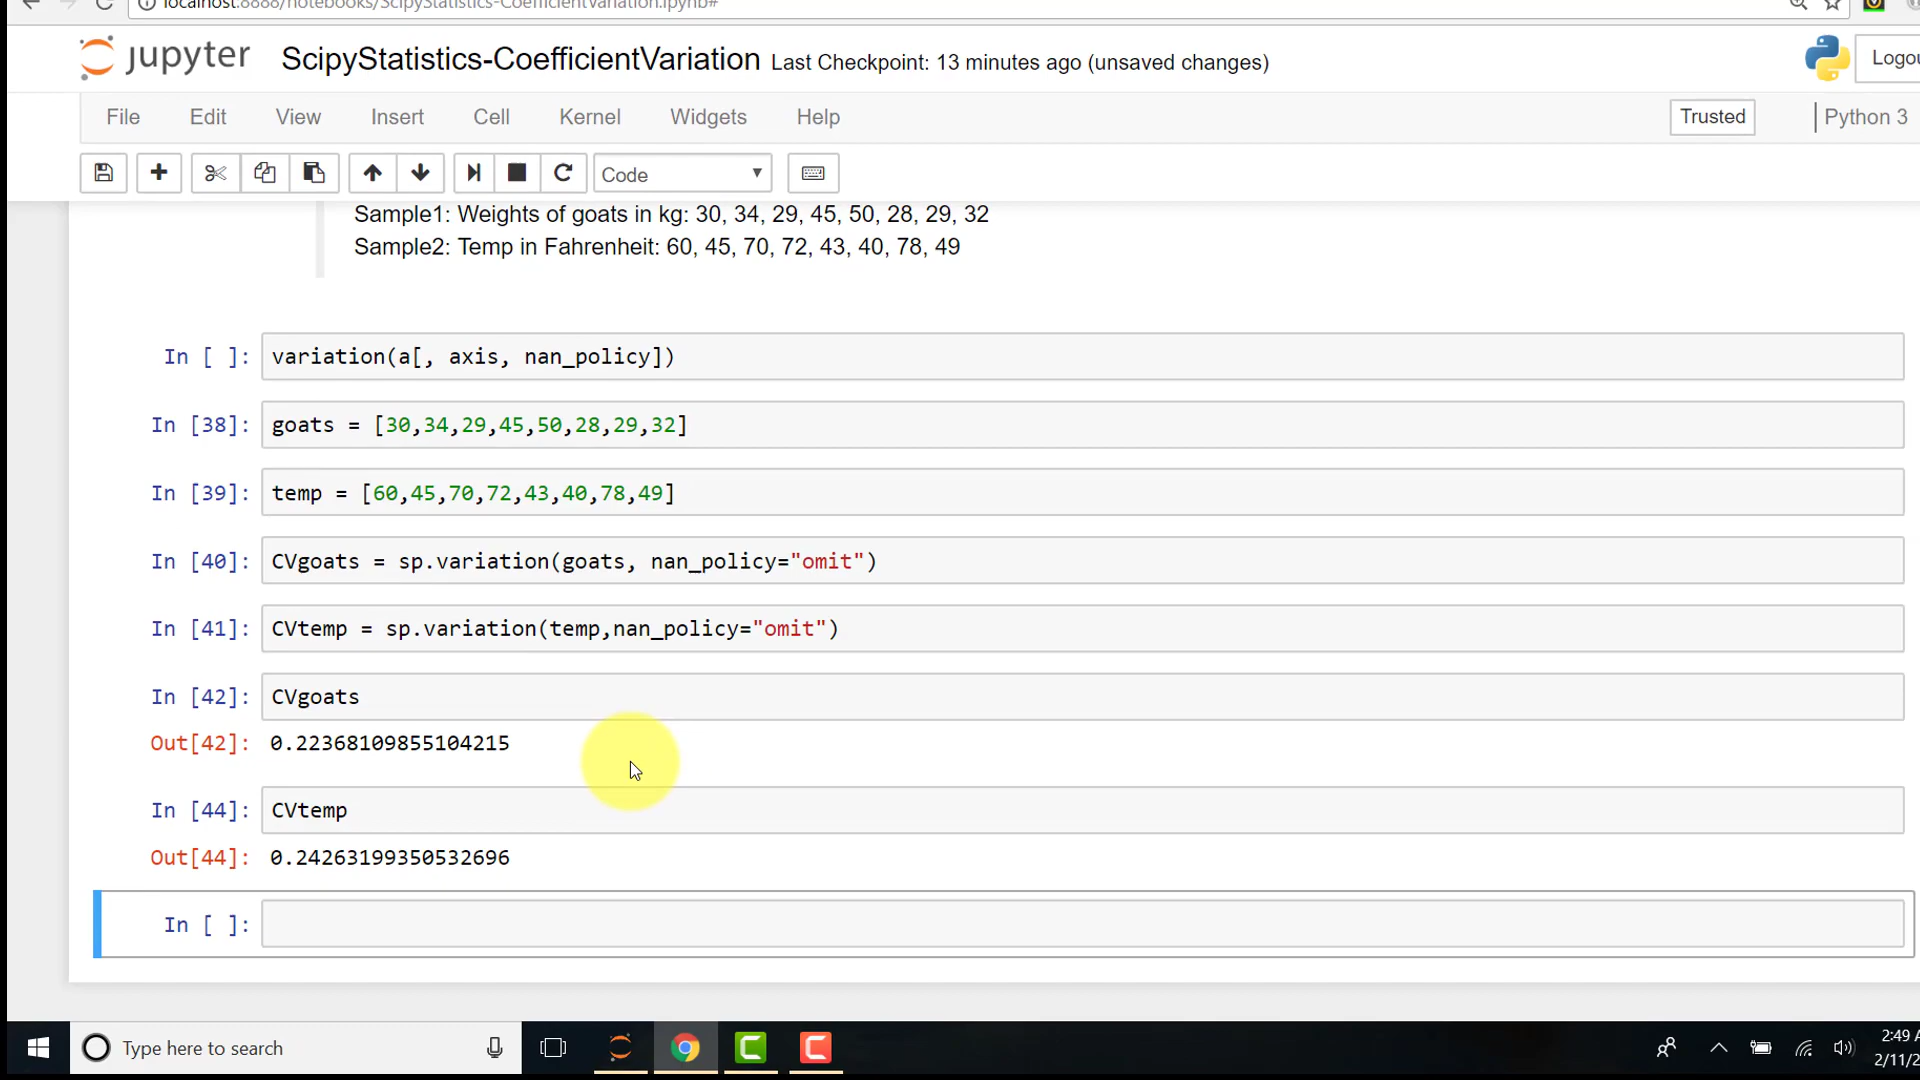 localhost:8888/notebooks/ScipyStatistics-CoefficientVariation.ipynb#
jupyter ScipyStatistics-CoefficientVariation Last Checkpoint: 13 minutes ago (unsaved changes)
File Edit View Insert Cell Kernel Widgets Help Trusted Python 3
Code
Sample1: Weights of goats in kg: 30, 34, 29, 45, 50, 28, 29, 32
Sample2: Temp in Fahrenheit: 60, 45, 70, 72, 43, 40, 78, 49
In [ ]: variation(a[, axis, nan_policy])
In [38]: goats = [30,34,29,45,50,28,29,32]
In [39]: temp = [60,45,70,72,43,40,78,49]
In [40]: CVgoats = sp.variation(goats, nan_policy="omit")
In [41]: CVtemp = sp.variation(temp,nan_policy="omit")
In [42]: CVgoats
Out[42]: 0.22368109855104215
In [44]: CVtemp
Out[44]: 0.24263199350532696
In [ ]:
Type here to search
2:49
2/11/2